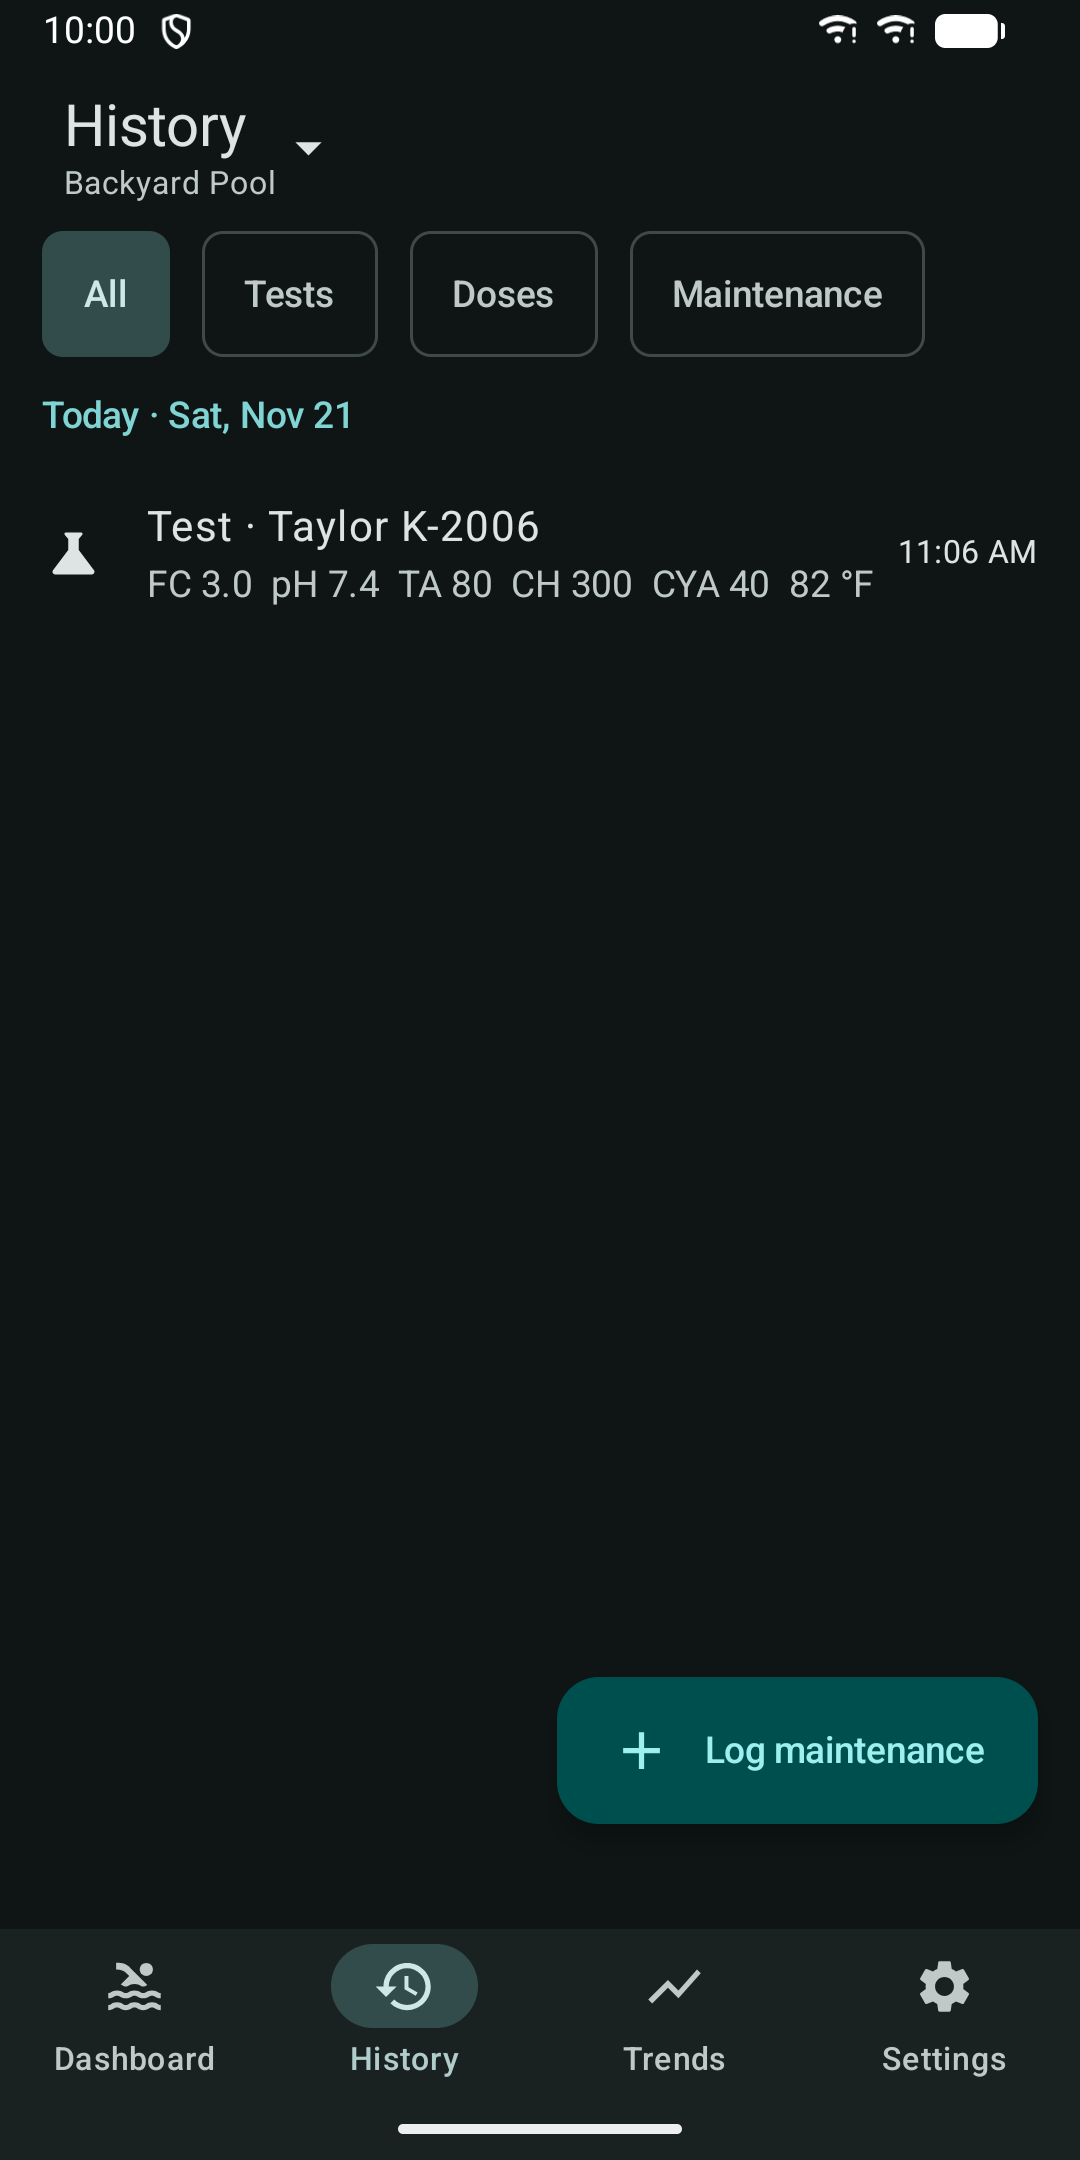 10:00
History
Backyard Pool
All
Tests
Doses
Maintenance
Today · Sat, Nov 21
Test · Taylor K-2006
FC 3.0  pH 7.4  TA 80  CH 300  CYA 40  82 °F
11:06 AM
Log maintenance
Dashboard
History
Trends
Settings